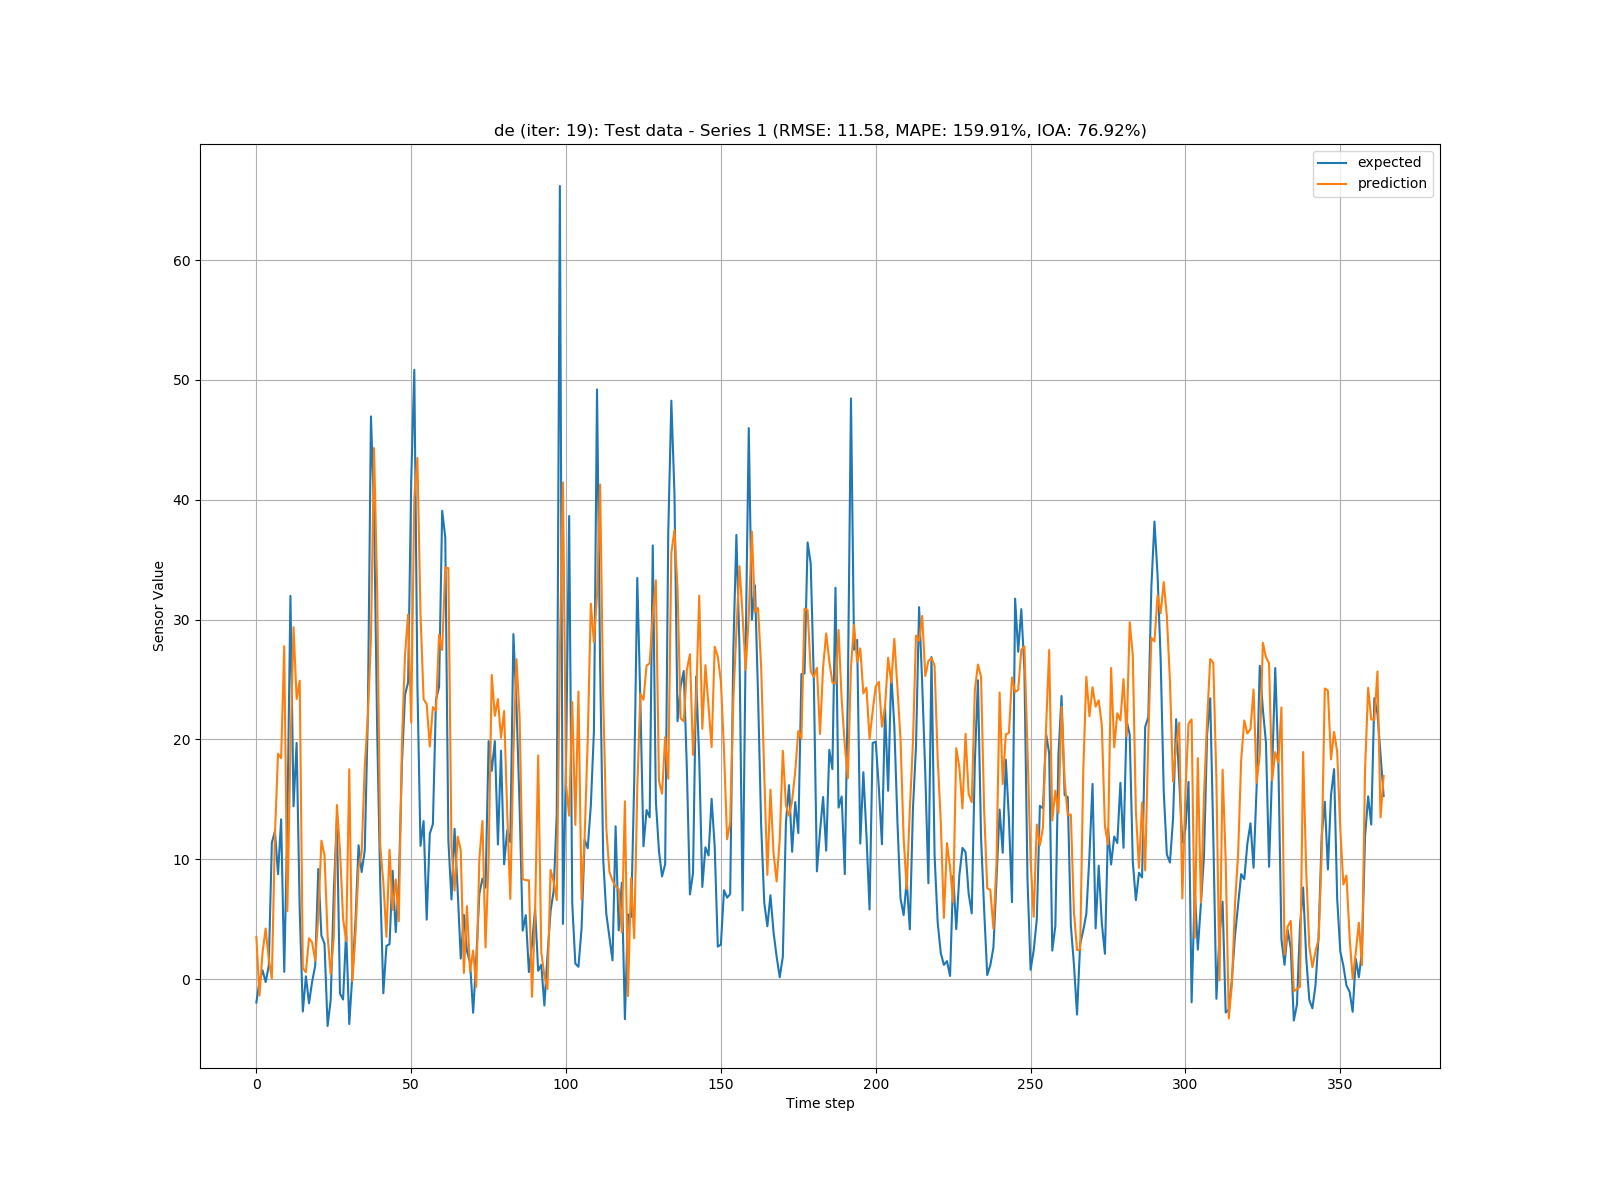 de (iter: 19): Test data - Series 1 (RMSE: 11.58, MAPE: 159.91%, IOA: 76.92%)
expected
prediction
60
50
40
30
20
10
0
Sensor Value
0 50 100 150 200 250 300 350
Time step